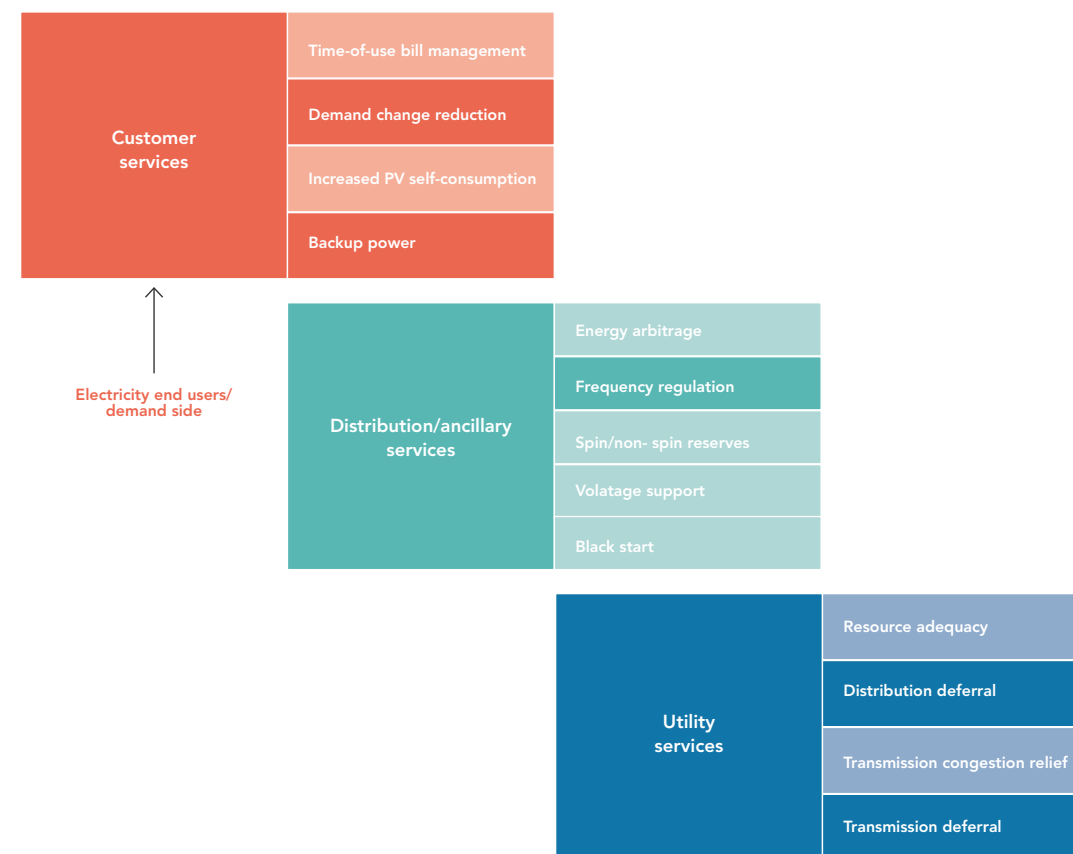 Customer
services
Time-of-use bill management
Demand change reduction
Increased PV self-consumption
Backup power
Electricity end users/
demand side
Distribution/ancillary
services
Energy arbitrage
Frequency regulation
Spin/non- spin reserves
Volatage support
Black start
Utility
services
Resource adequacy
Distribution deferral
Transmission congestion relief
Transmission deferral